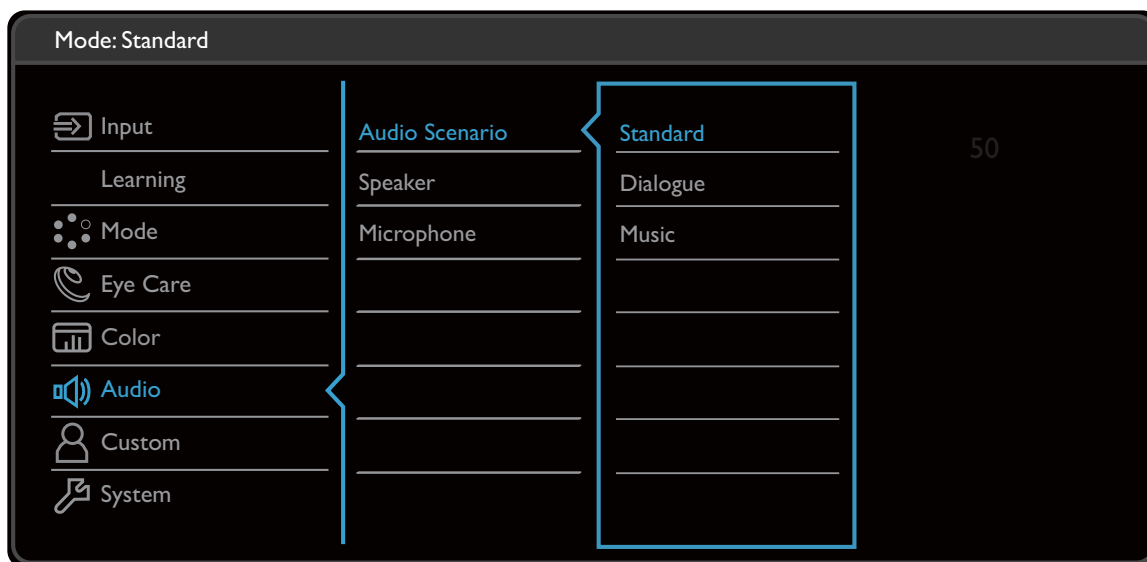 Mode: Standard
Input
Learning
Mode
Eye Care
Color
Audio
Custom
System
Audio Scenario
Speaker
Microphone
Standard
Dialogue
Music
50